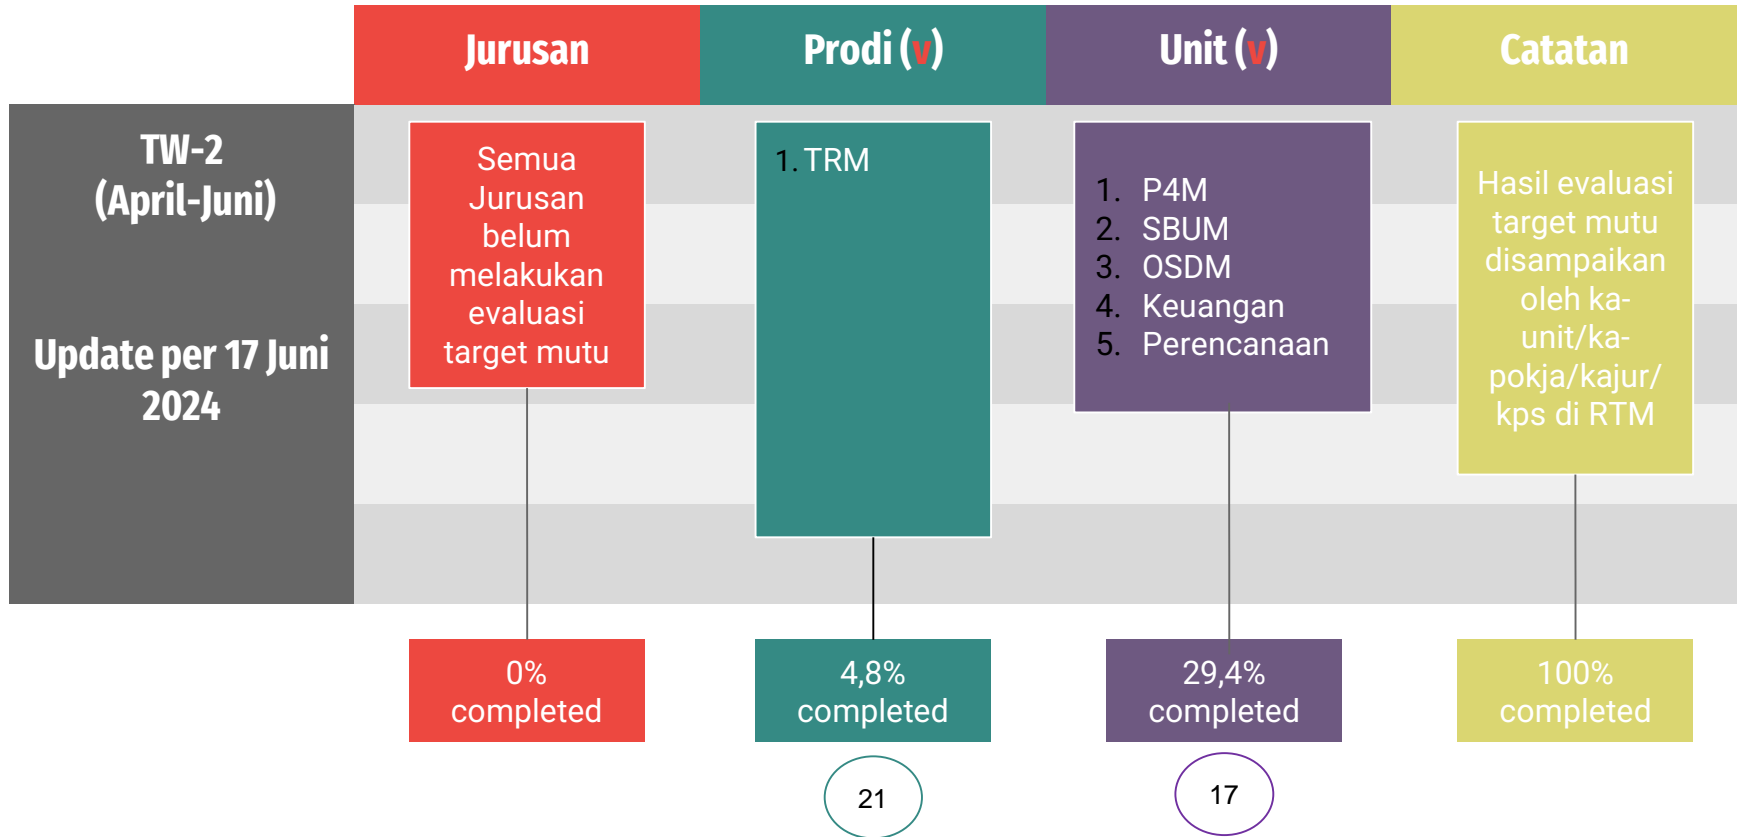 Jurusan
Prodi (v)
Unit (v)
Catatan
TW-2
(April-Juni)
Update per 17 Juni
2024
Semua
Jurusan
belum
melakukan
evaluasi
target mutu
1. TRM
1. P4M
2. SBUM
3. OSDM
4. Keuangan
5. Perencanaan
Hasil evaluasi
target mutu
disampaikan
oleh ka-
unit/ka-
pokja/kajur/
kps di RTM
0%
completed
4,8%
completed
29,4%
completed
100%
completed
21
17